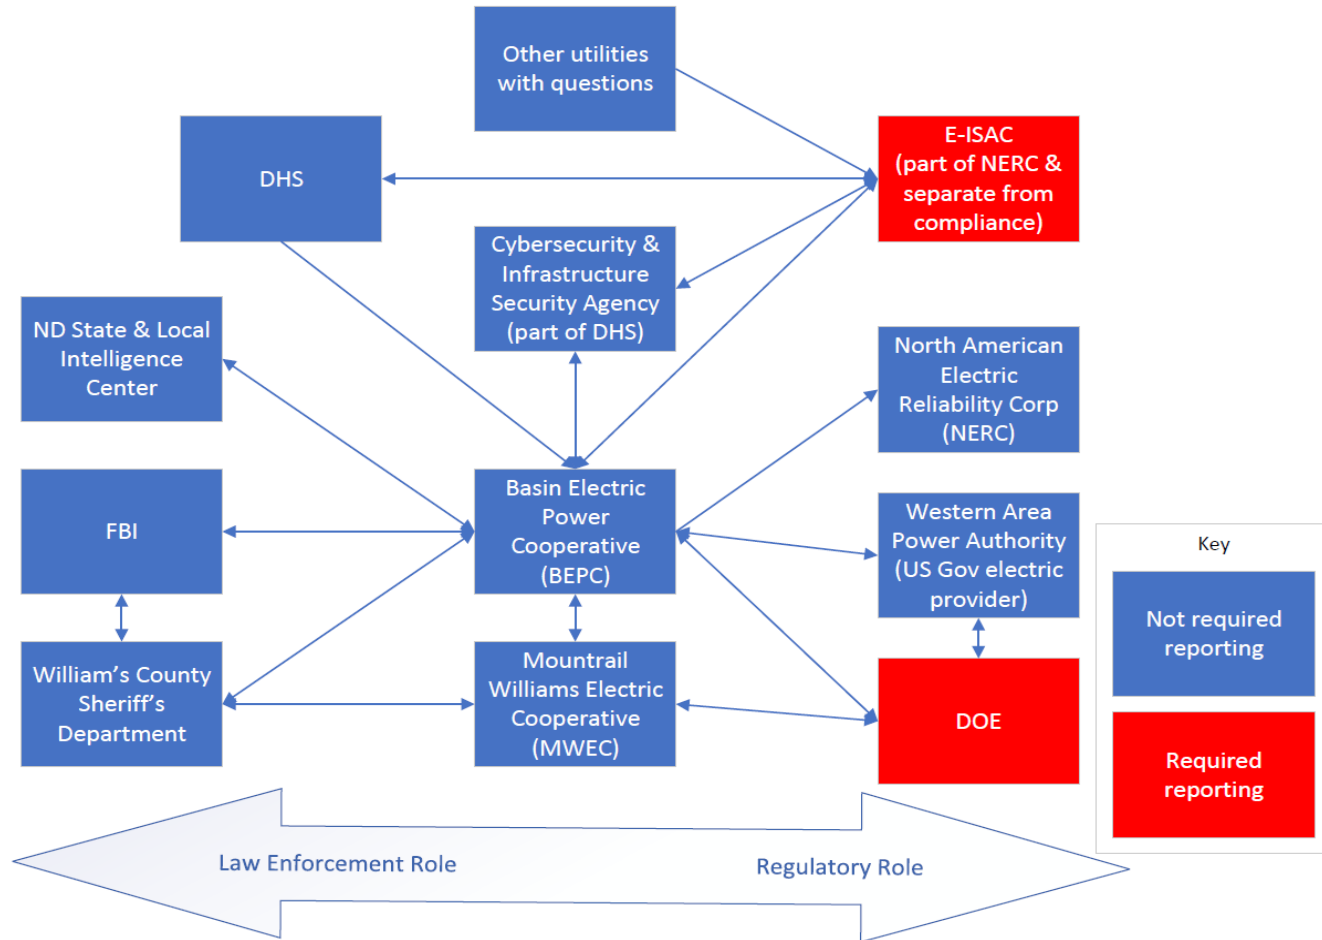 Other utilities
with questions
DHS
E-ISAC
(part of NERC &
separate from
compliance)
Cybersecurity &
Infrastructure
Security Agency
(part of DHS)
ND State & Local
Intelligence
Center
North American
Electric
Reliability Corp
(NERC)
FBI
Basin Electric
Power
Cooperative
(BEPC)
Western Area
Power Authority
(US Gov electric
provider)
Key
Not required
reporting
William’s County
Sheriff’s
Department
Mountrail
Williams Electric
Cooperative
(MWEC)
DOE
Required
reporting
Law Enforcement Role
Regulatory Role